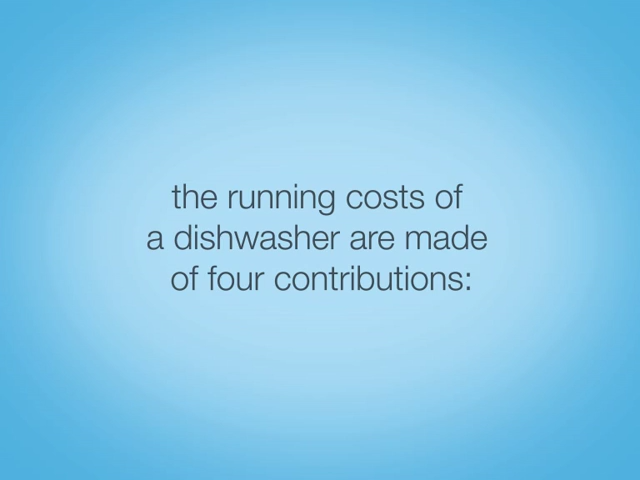 the running costs of
a dishwasher are made
of four contributions: